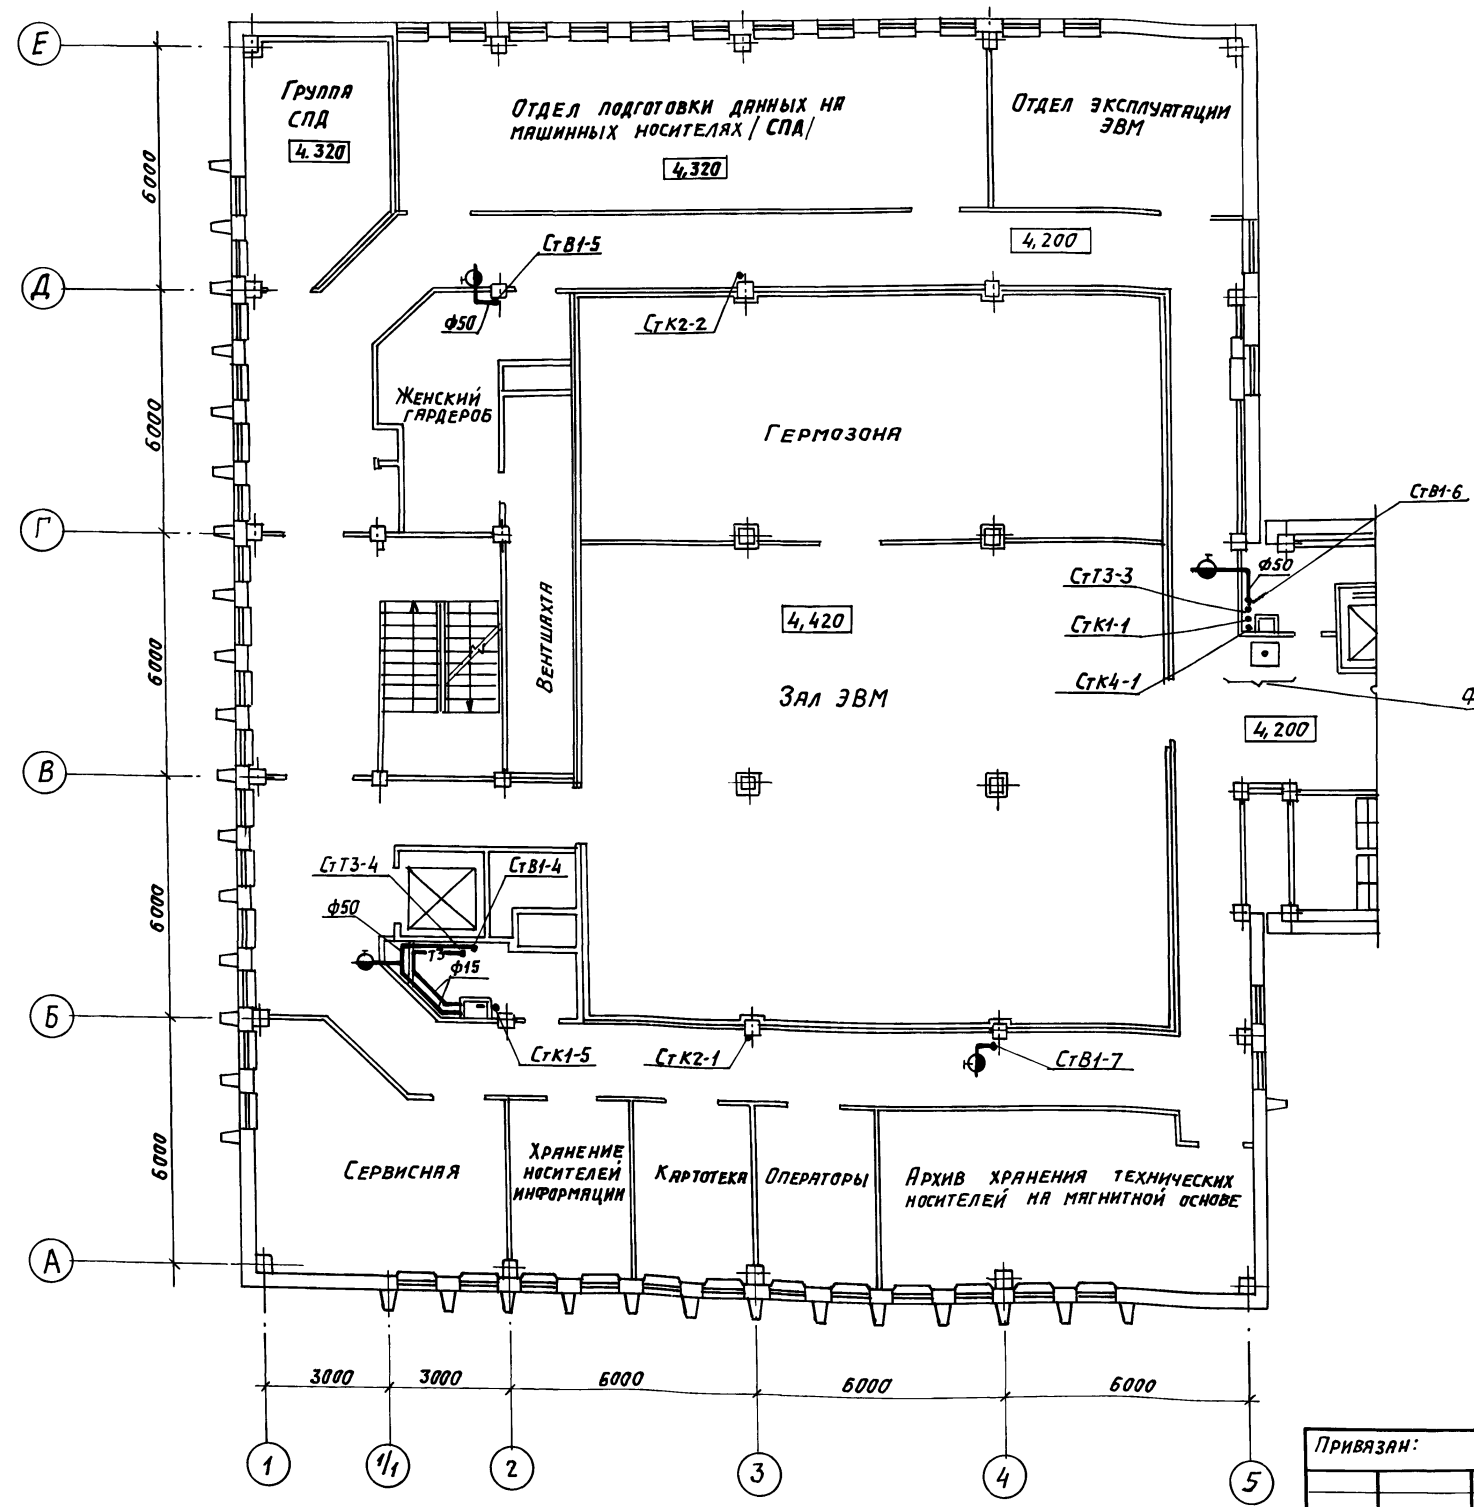 Е
Группа
СПД
4.320
Отдел подготовки данных на
машинных носителях /СПД/
4,320
Отдел эксплуатации
ЭВМ
6000
4,200
СтВ1-5
Д
ф50
СтК2-2
Женский
гардероб
6000
Гермозона
СтВ1-6
Г
ф50
СтТ3-3
СтК1-1
4,420
Вентшахта
6000
СтК4-1
Зал ЭВМ
4,200
В
СтТ3-4
СтВ1-4
ф50
6000
Т3
ф15
Б
СтК1-5
СтК2-1
СтВ1-7
6000
Сервисная
Хранение
носителей
информации
Картотека
Операторы
Архив хранения технических
носителей на магнитной основе
А
3000
3000
6000
6000
6000
1
1/1
2
3
4
5
Привязан: